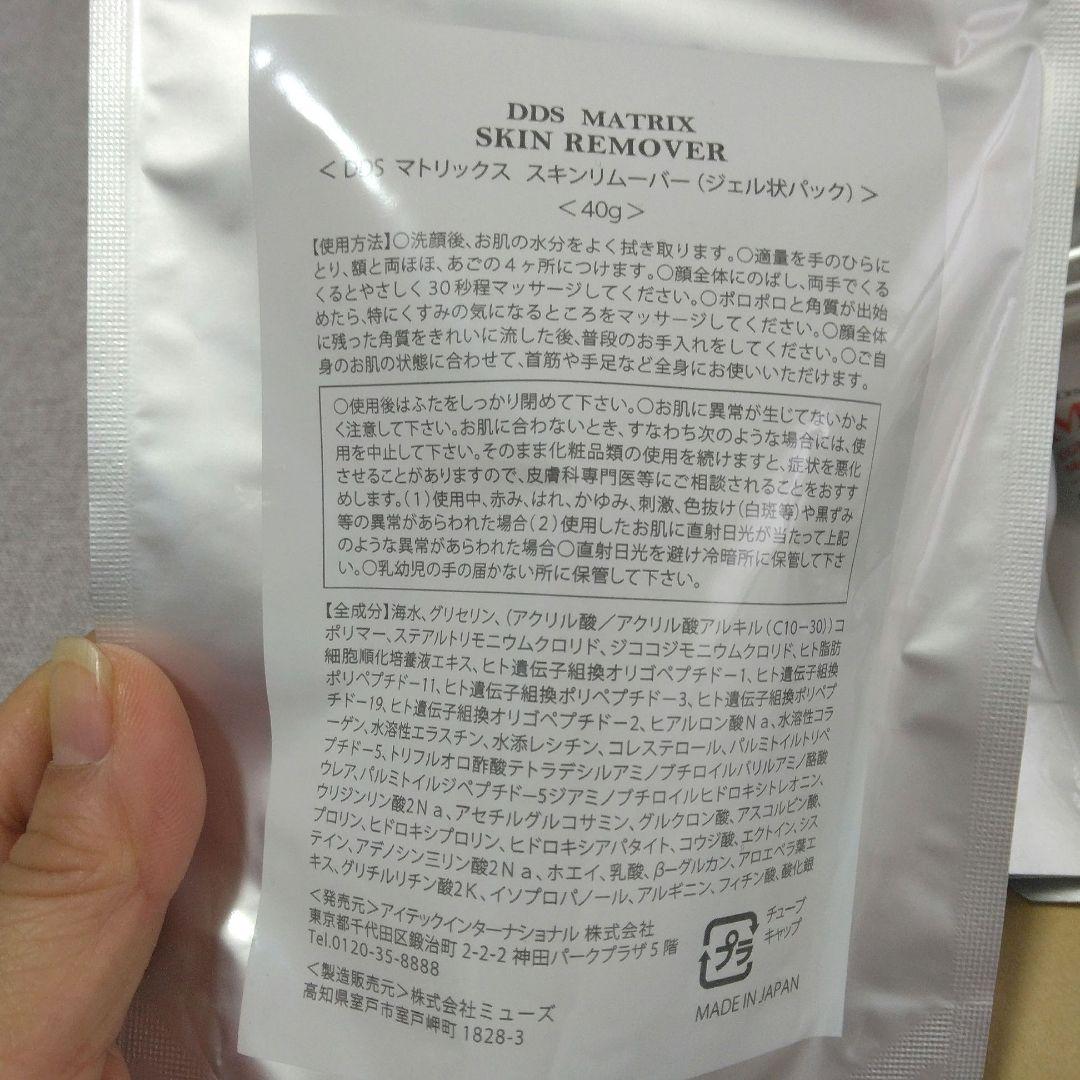 DDS MATRIX
SKIN REMOVER
＜DDS マトリックス スキンリムーバー（ジェル状パック）＞
＜40g＞
【使用方法】○洗顔後、お肌の水分をよく拭き取ります。○適量を手のひらに
とり、額と両ほほ、あごの４ヶ所につけます。○顔全体にのばし、両手でくる
くるとやさしく30秒程マッサージしてください。○ポロポロと角質が出始
めたら、特にくすみの気になるところをマッサージしてください。○顔全体
に残った角質をきれいに流した後、普段のお手入れをしてください。○ご自
身のお肌の状態に合わせて、首筋や手足など全身にお使いいただけます。
○使用後はふたをしっかり閉めて下さい。○お肌に異常が生じてないかよ
く注意して下さい。お肌に合わないとき、すなわち次のような場合には、使
用を中止して下さい。そのまま化粧品類の使用を続けますと、症状を悪化
させることがありますので、皮膚科専門医等にご相談されることをおすす
めします。（1）使用中、赤み、はれ、かゆみ、刺激、色抜け（白斑等）や黒ずみ
等の異常があらわれた場合（2）使用したお肌に直射日光が当たって上記
のような異常があらわれた場合○直射日光を避け冷暗所に保管して下さ
い。○乳幼児の手の届かない所に保管して下さい。
【全成分】海水、グリセリン、（アクリル酸／アクリル酸アルキル（C10－30））コ
ポリマー、ステアルトリモニウムクロリド、ジココジモニウムクロリド、ヒト脂肪
細胞順化培養液エキス、ヒト遺伝子組換オリゴペプチド－1、ヒト遺伝子組換
ポリペプチド－11、ヒト遺伝子組換ポリペプチド－3、ヒト遺伝子組換ポリペプ
チド－19、ヒト遺伝子組換オリゴペプチド－2、ヒアルロン酸Na、水溶性コラ
ーゲン、水溶性エラスチン、水添レシチン、コレステロール、パルミトイルトリペ
プチド－5、トリフルオロ酢酸テトラデシルアミノブチロイルバリルアミノ酪酸
ウレア、パルミトイルジペプチド－5ジアミノブチロイルヒドロキシトレオニン、
ウリジンリン酸2Na、アセチルグルコサミン、グルクロン酸、アスコルビン酸、
プロリン、ヒドロキシプロリン、ヒドロキシアパタイト、コウジ酸、エクトイン、シス
テイン、アデノシン三リン酸2Na、ホエイ、乳酸、β－グルカン、アロエベラ葉エ
キス、グリチルリチン酸2K、イソプロパノール、アルギニン、フィチン酸、酸化銀
＜発売元＞アイテックインターナショナル 株式会社
東京都千代田区鍛治町 2-2-2 神田パークプラザ５階
Tel.0120-35-8888
＜製造販売元＞株式会社ミューズ
高知県室戸市室戸岬町 1828-3
プラ
チューブ
キャップ
MADE IN JAPAN